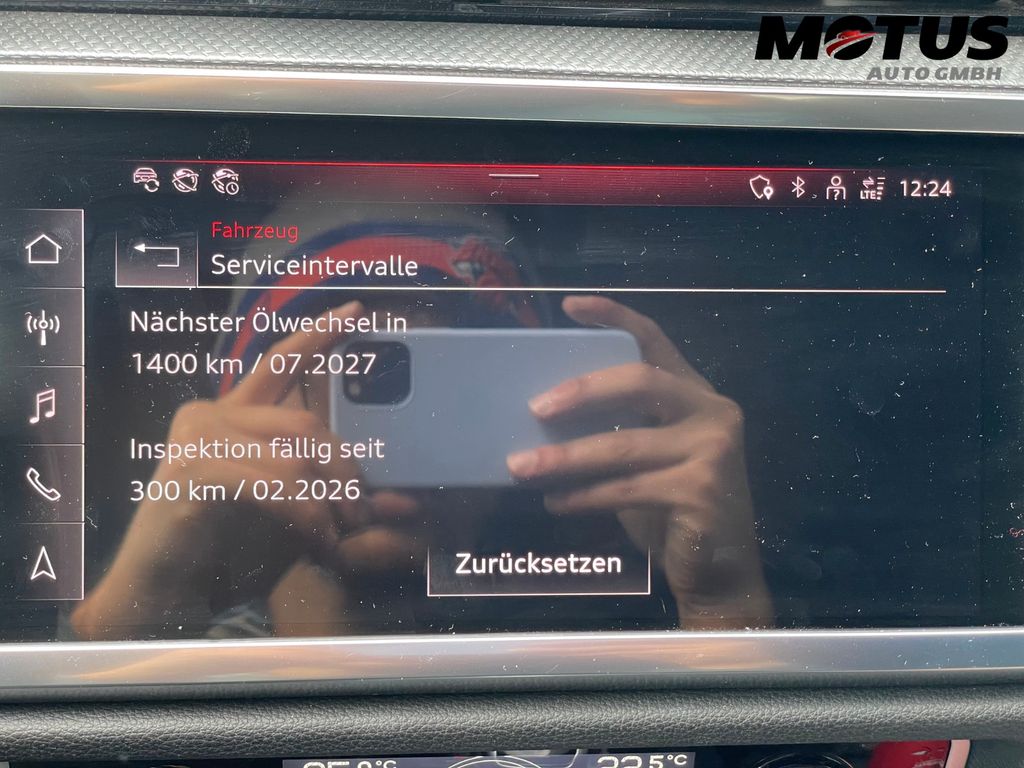 MOTUS
AUTO GMBH
LTE
12:24
Fahrzeug
Serviceintervalle
Nächster Ölwechsel in
1400 km / 07.2027
Inspektion fällig seit
300 km / 02.2026
Zurücksetzen